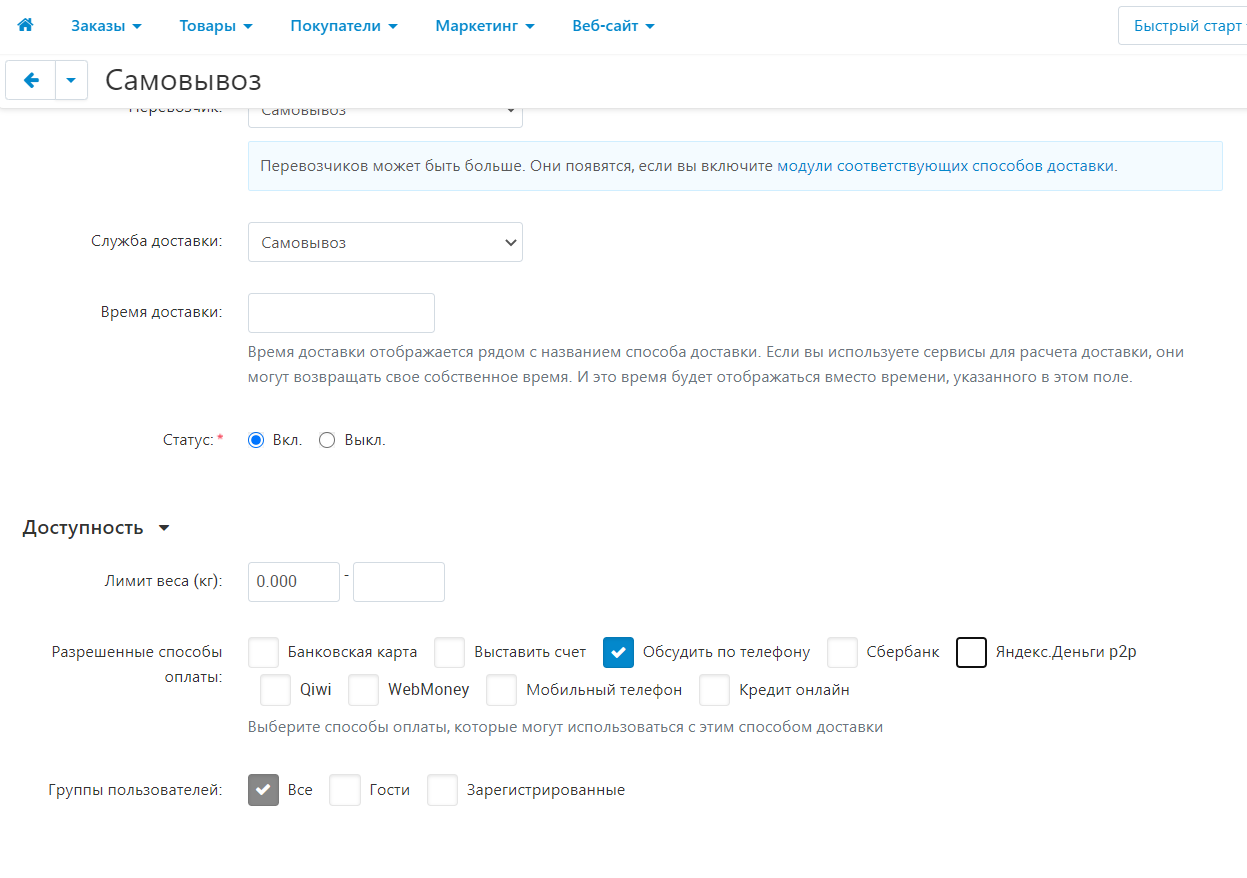 Заказы Товары Покупатели Маркетинг Веб-сайт Быстрый старт
Самовывоз
Перевозчик: Самовывоз
Перевозчиков может быть больше. Они появятся, если вы включите модули соответствующих способов доставки.
Служба доставки: Самовывоз
Время доставки:
Время доставки отображается рядом с названием способа доставки. Если вы используете сервисы для расчета доставки, они
могут возвращать свое собственное время. И это время будет отображаться вместо времени, указанного в этом поле.
Статус: * Вкл. Выкл.
Доступность
Лимит веса (кг): 0.000 -
Разрешенные способы Банковская карта Выставить счет Обсудить по телефону Сбербанк Яндекс.Деньги p2p
оплаты: Qiwi WebMoney Мобильный телефон Кредит онлайн
Выберите способы оплаты, которые могут использоваться с этим способом доставки
Группы пользователей: Все Гости Зарегистрированные